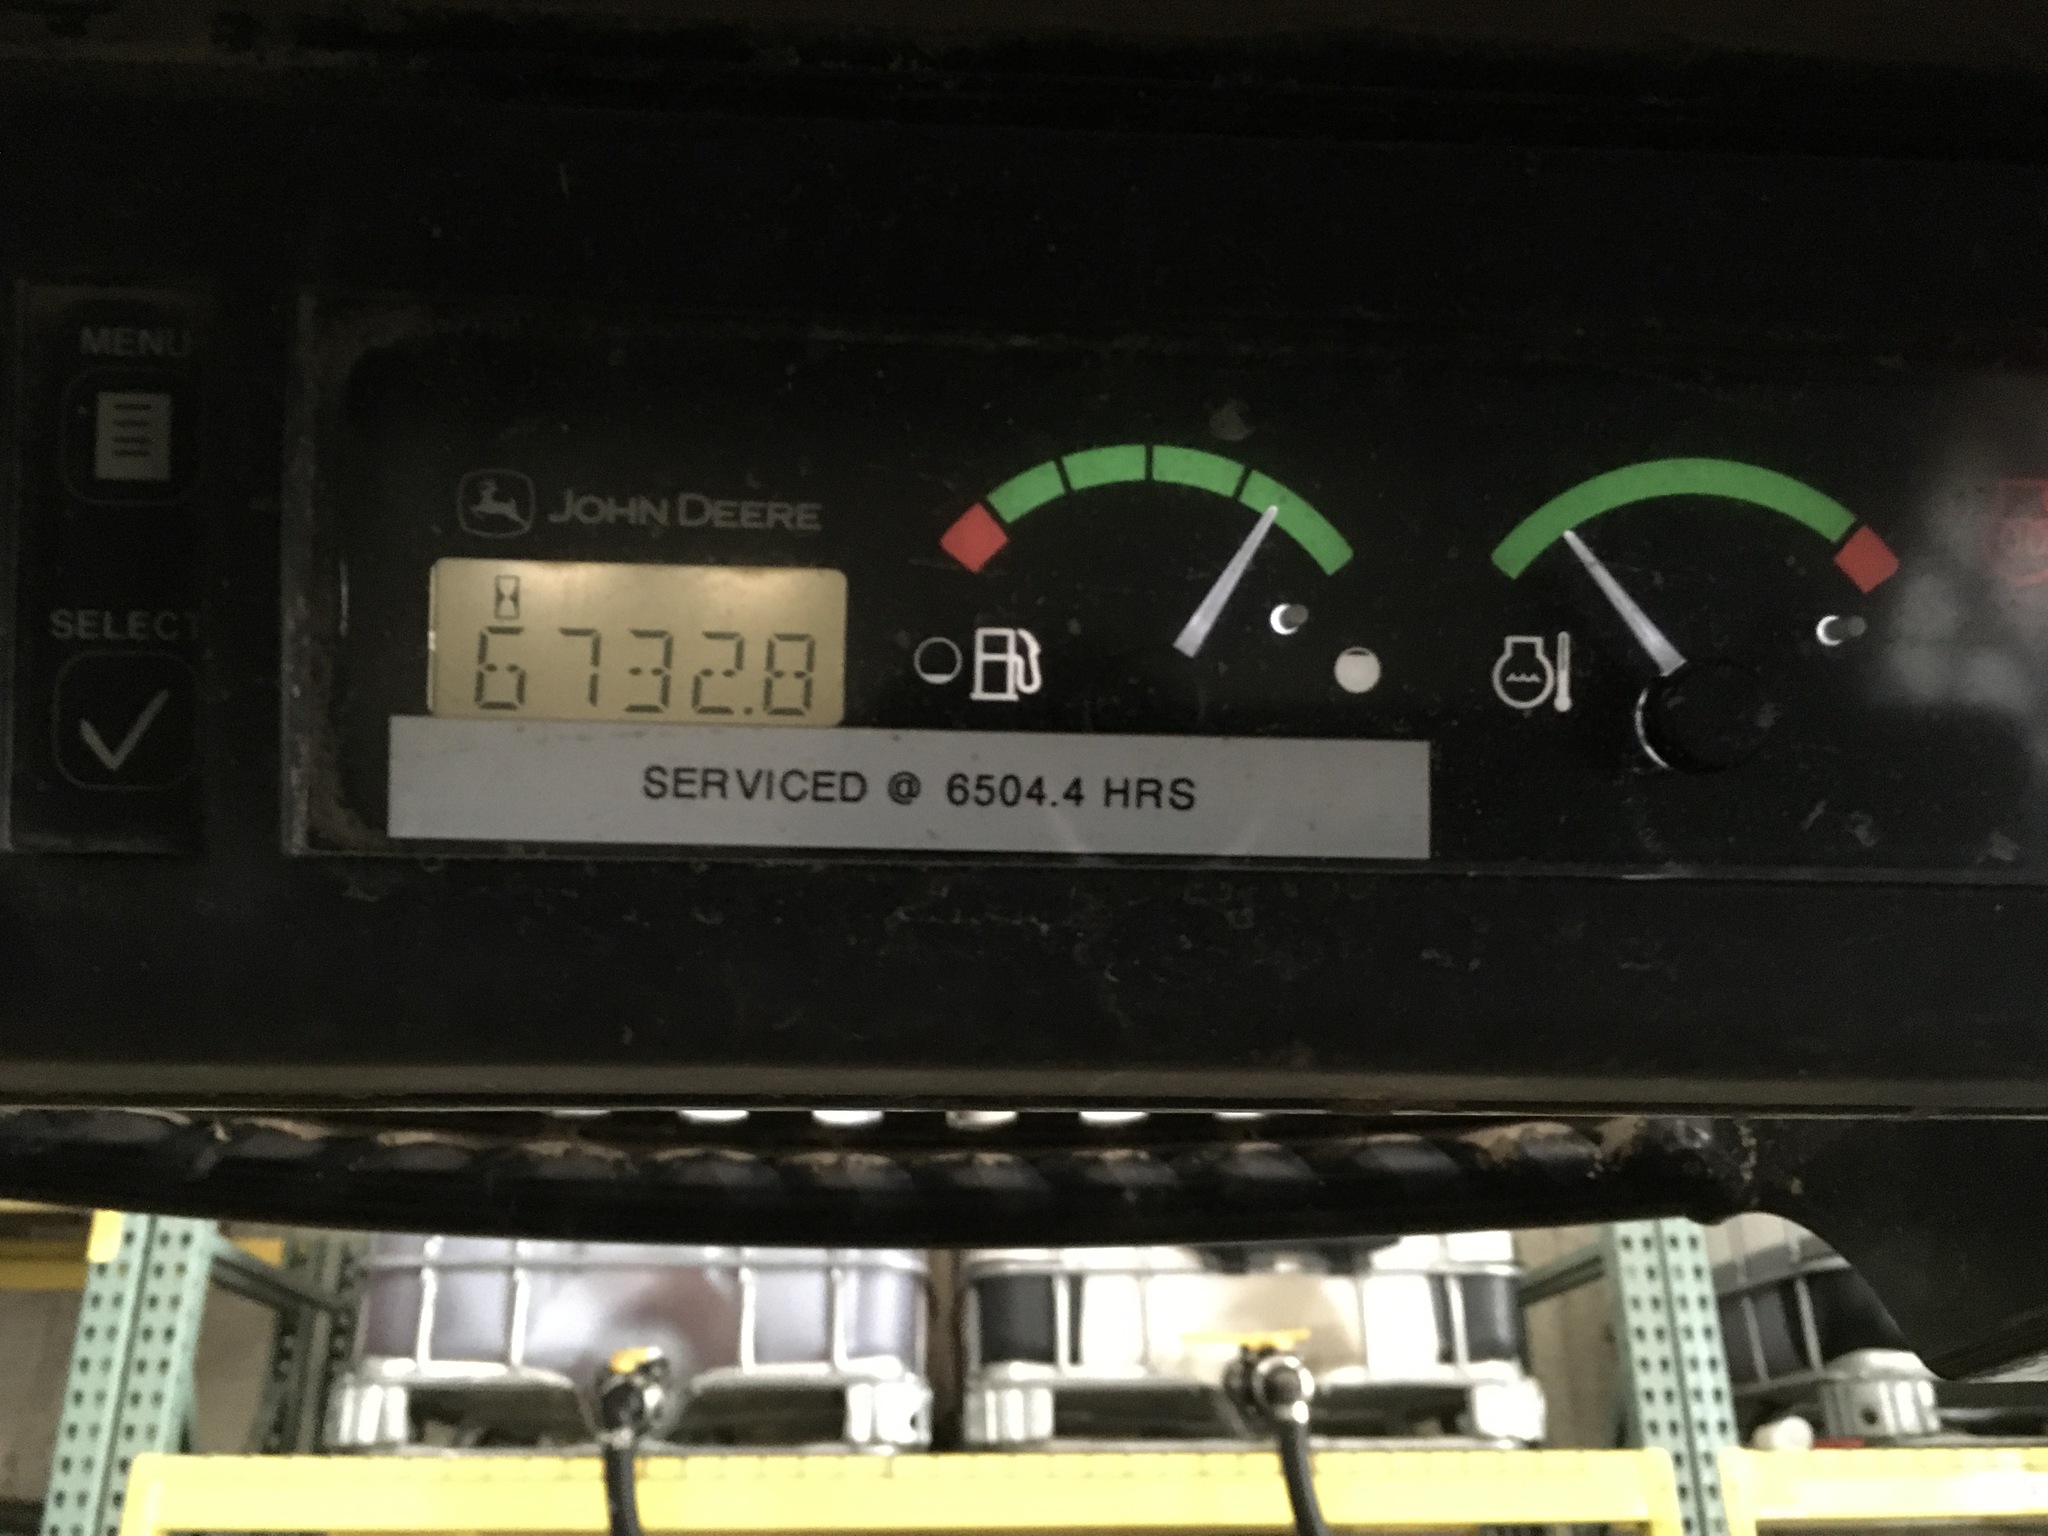 MENU
SELECT
JOHN DEERE
6732.8
SERVICED @ 6504.4 HRS